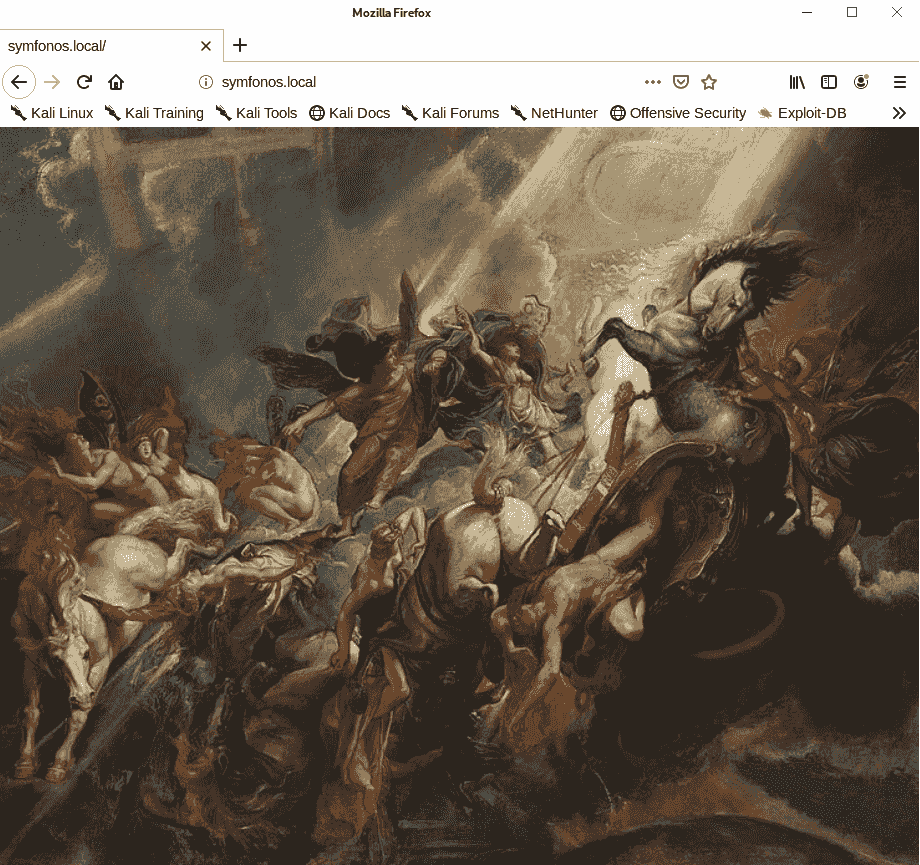 Mozilla Firefox
symfonos.local/
symfonos.local
Kali Linux Kali Training Kali Tools Kali Docs Kali Forums NetHunter Offensive Security Exploit-DB